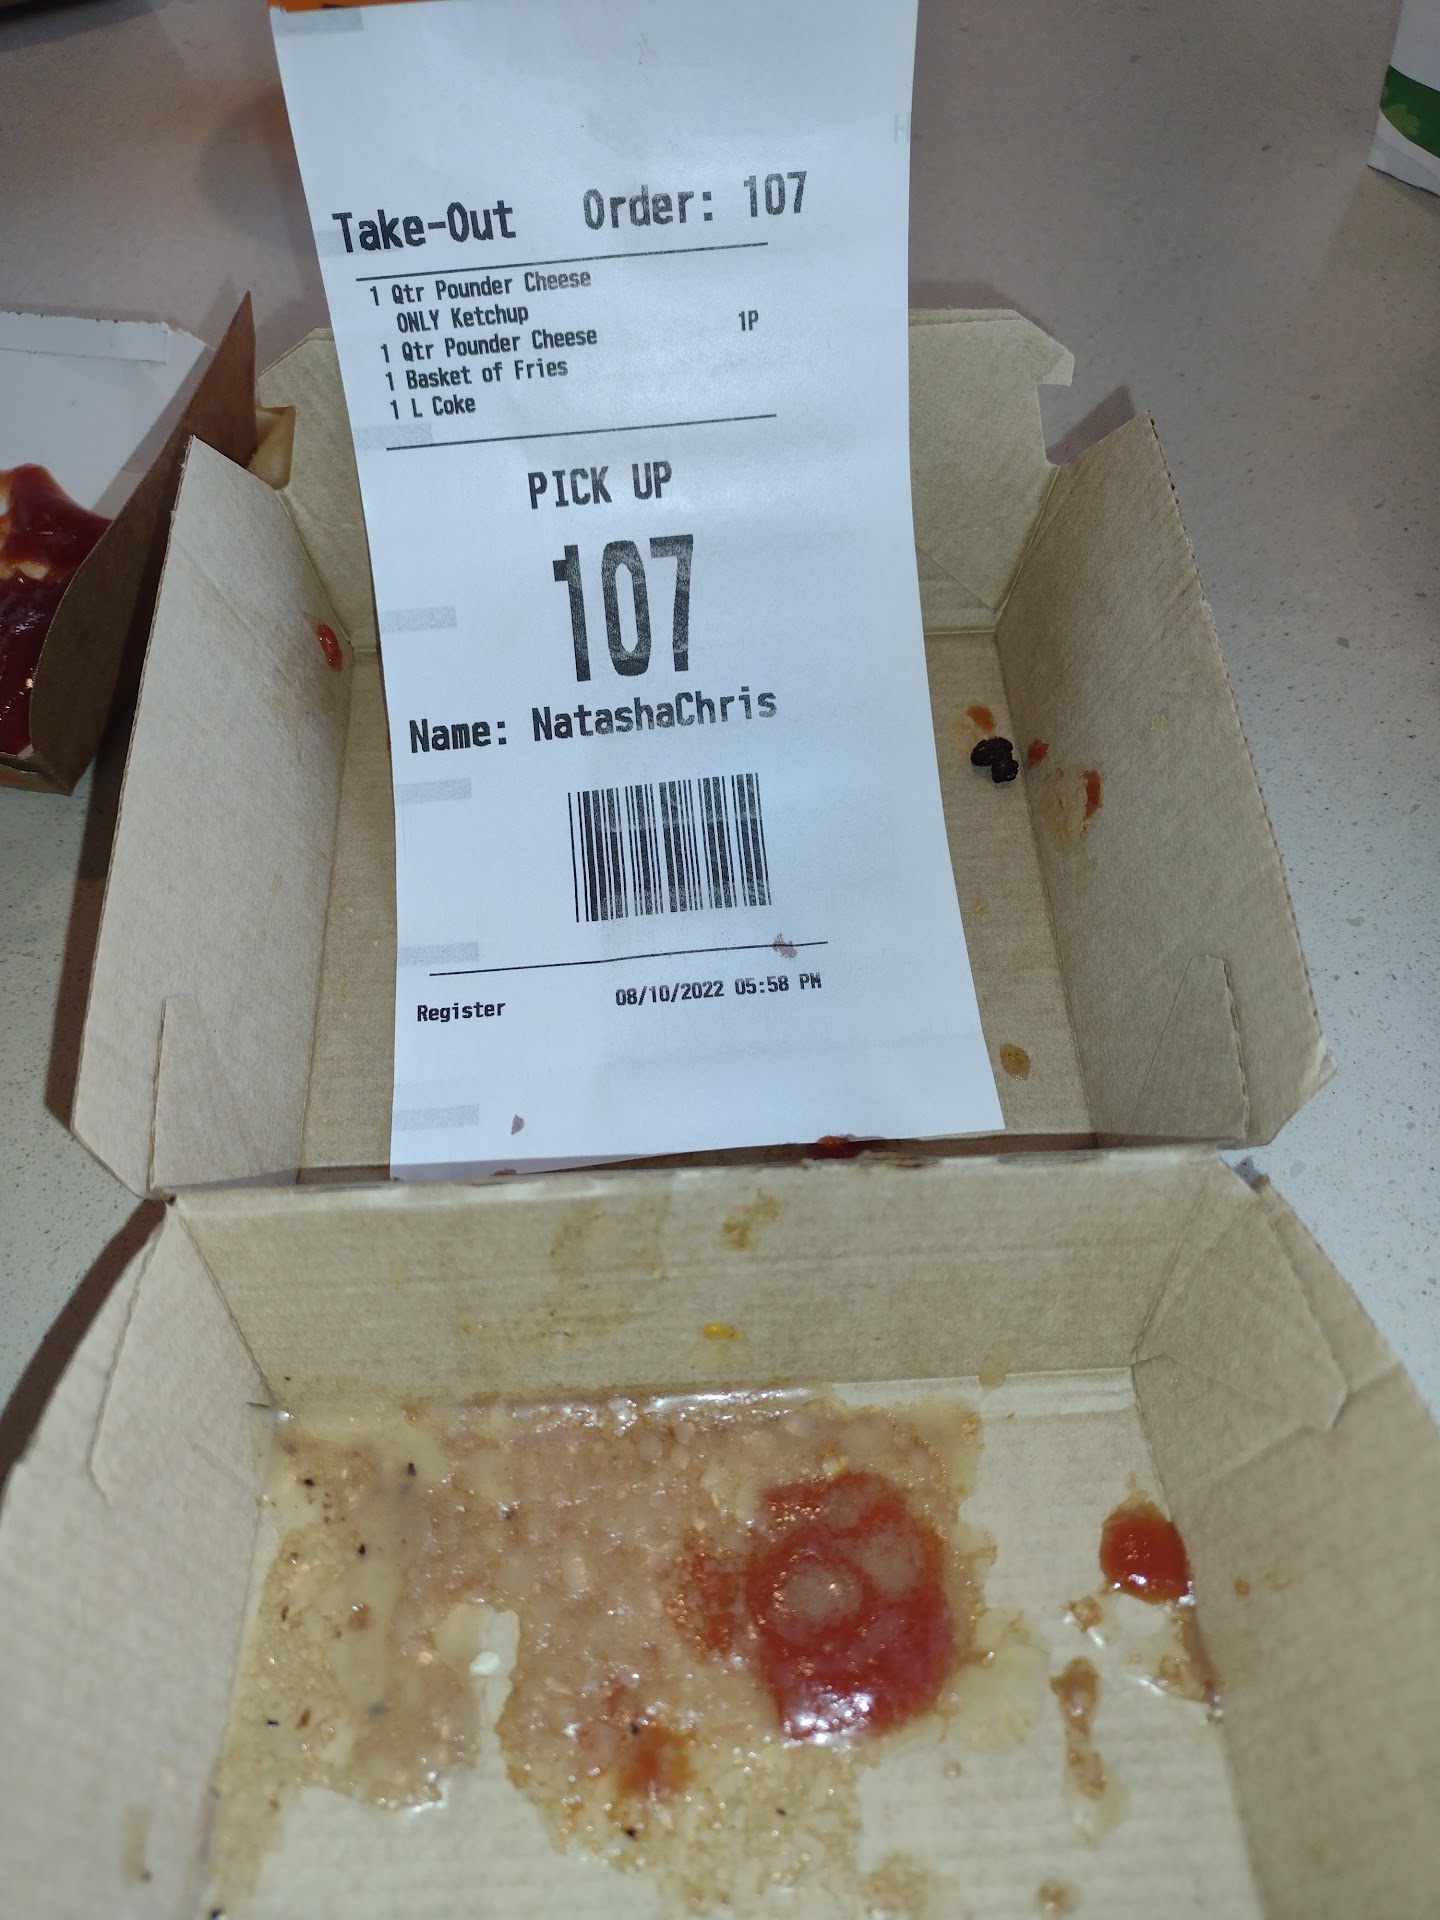 Take-Out Order: 107
1 Qtr Pounder Cheese
ONLY Ketchup 1P
1 Qtr Pounder Cheese
1 Basket of Fries
1 L Coke
PICK UP
107
Name: NatashaChris
Register 08/10/2022 05:58 PM